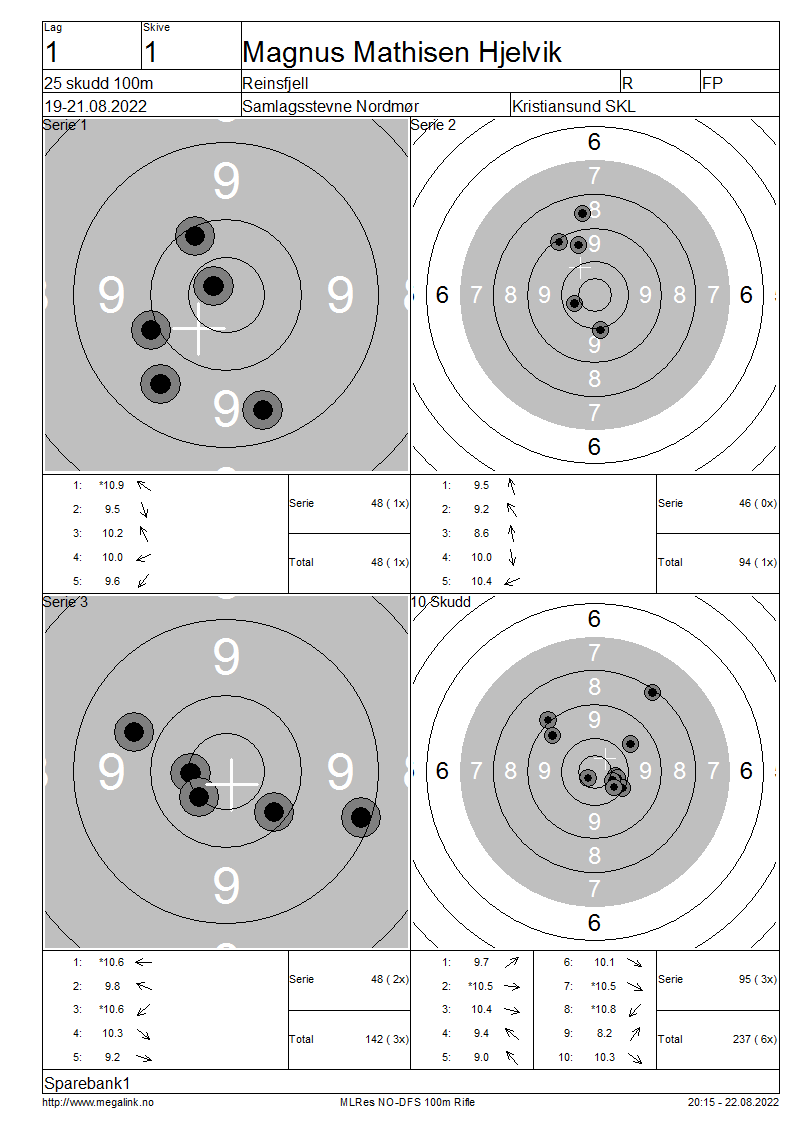 Lag Skive
1 1 Magnus Mathisen Hjelvik
25 skudd 100m Reinsfjell R FP
19-21.08.2022 Samlagsstevne Nordmør Kristiansund SKL
Serie 1
9
9 9
9
Serie 2
6
7
8
9
6 7 8 9 9 8 7 6
9
8
7
6
1: *10.9
2: 9.5
3: 10.2
4: 10.0
5: 9.6
Serie 48 ( 1x)
Total 48 ( 1x)
1: 9.5
2: 9.2
3: 8.6
4: 10.0
5: 10.4
Serie 46 ( 0x)
Total 94 ( 1x)
Serie 3
9
9 9
9
10 Skudd
6
7
8
9
6 7 8 9 9 8 7 6
9
8
7
6
1: *10.6
2: 9.8
3: *10.6
4: 10.3
5: 9.2
Serie 48 ( 2x)
Total 142 ( 3x)
1: 9.7 6: 10.1
2: *10.5 7: *10.5
3: 10.4 8: *10.8
4: 9.4 9: 8.2
5: 9.0 10: 10.3
Serie 95 ( 3x)
Total 237 ( 6x)
Sparebank1
http://www.megalink.no MLRes NO-DFS 100m Rifle 20:15 - 22.08.2022